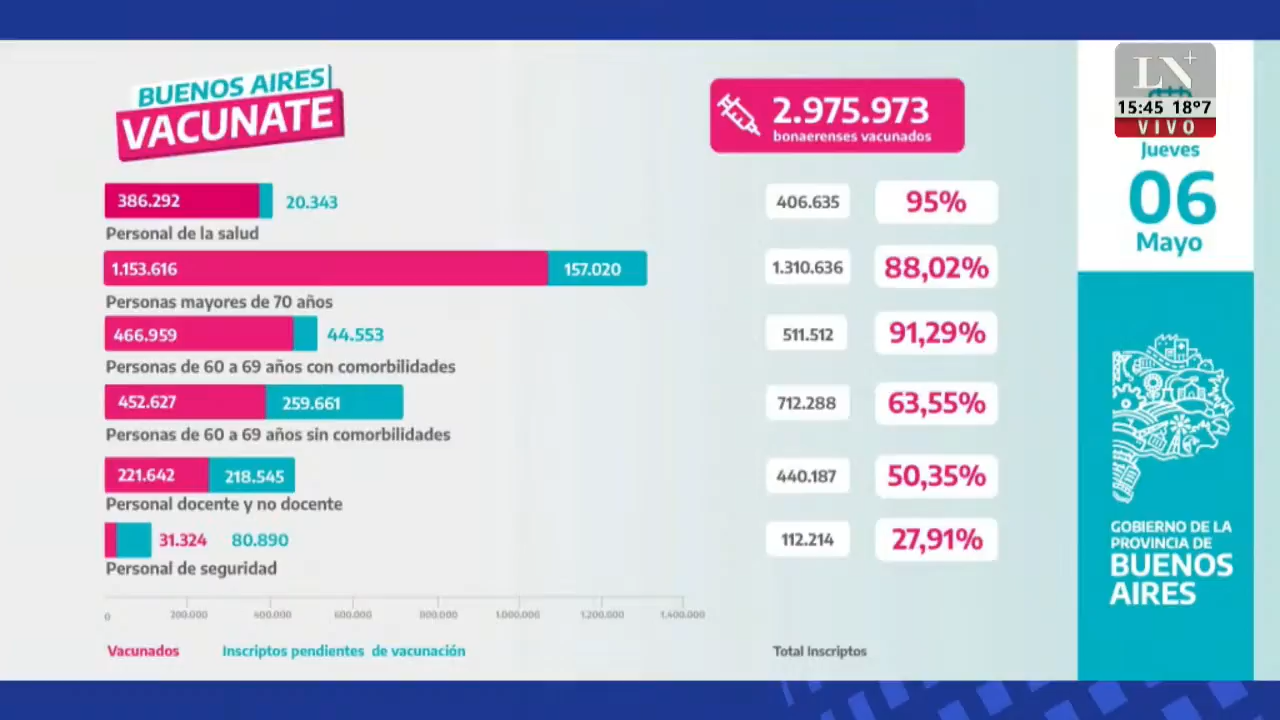 BUENOS AIRES
VACUNATE
2.975.973
bonaerenses vacunados
LN+
15:45 18º7
VIVO
Jueves
06
Mayo
386.292 20.343 406.635 95%
Personal de la salud
1.153.616 157.020 1.310.636 88,02%
Personas mayores de 70 años
466.959 44.553 511.512 91,29%
Personas de 60 a 69 años con comorbilidades
452.627 259.661 712.288 63,55%
Personas de 60 a 69 años sin comorbilidades
221.642 218.545 440.187 50,35%
Personal docente y no docente
31.324 80.890 112.214 27,91%
Personal de seguridad
0 200.000 400.000 600.000 800.000 1.000.000 1.200.000 1.400.000
Vacunados Inscriptos pendientes de vacunación Total Inscriptos
GOBIERNO DE LA
PROVINCIA DE
BUENOS
AIRES